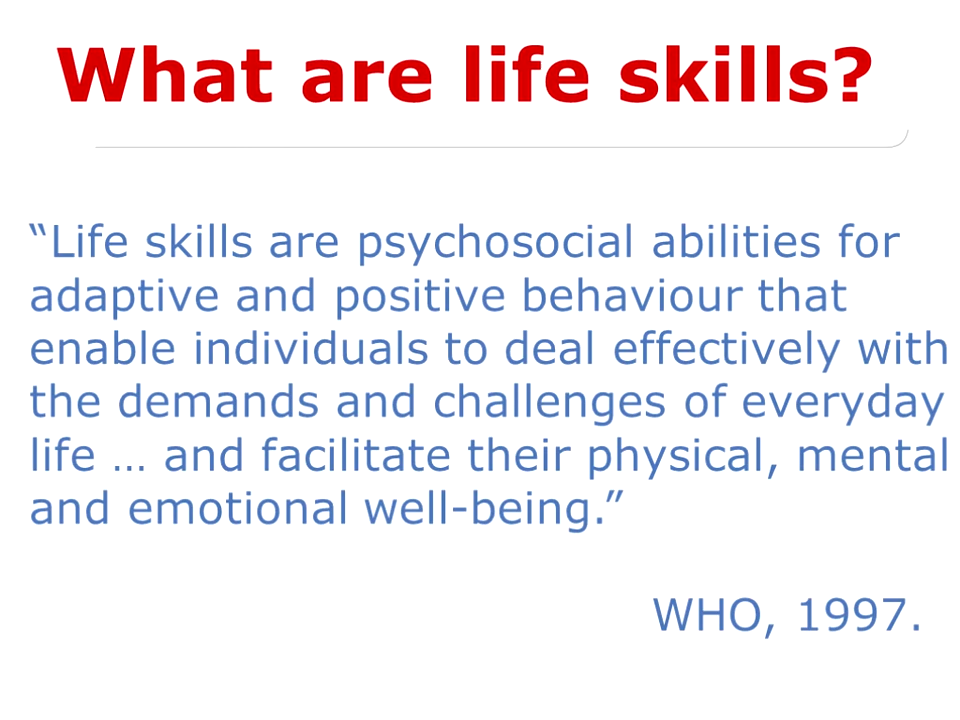 What are life skills?
“Life skills are psychosocial abilities for
adaptive and positive behaviour that
enable individuals to deal effectively with
the demands and challenges of everyday
life … and facilitate their physical, mental
and emotional well-being.”
WHO, 1997.